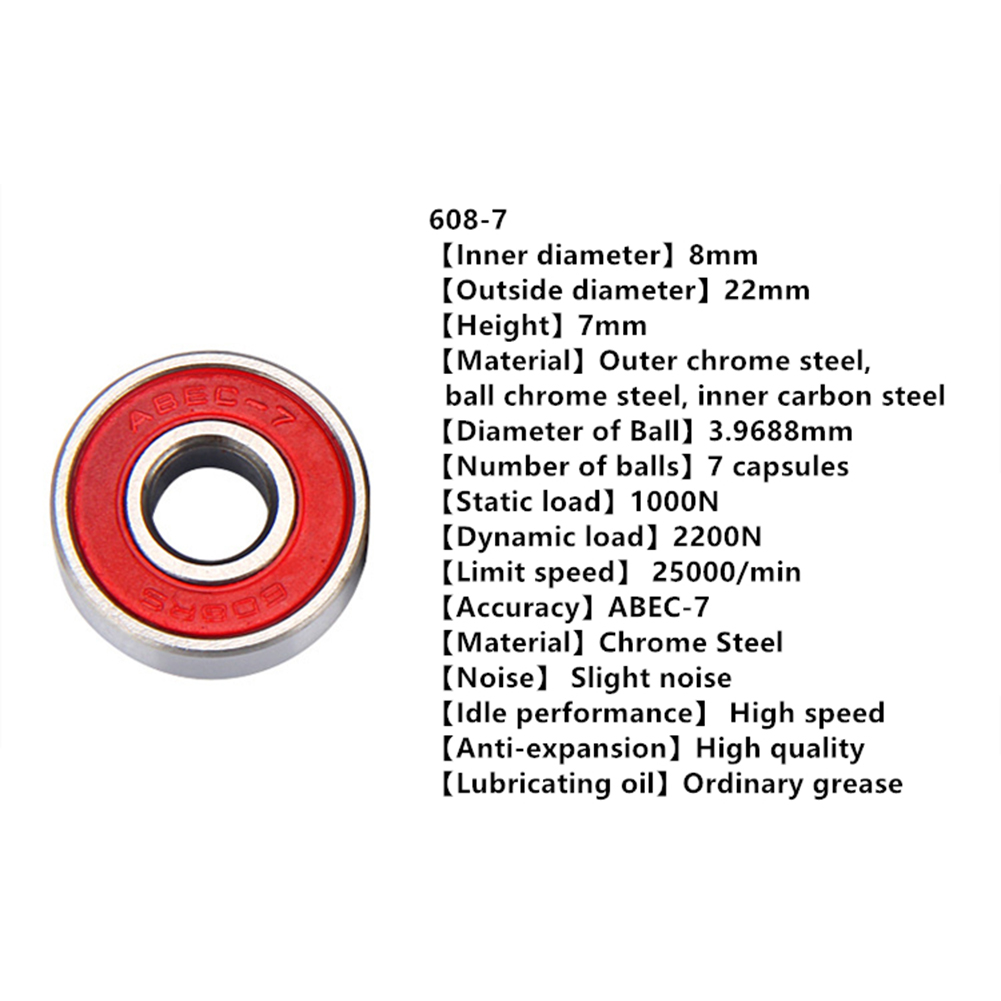 ABEC-7
608RS
608-7
【Inner diameter】8mm
【Outside diameter】22mm
【Height】7mm
【Material】Outer chrome steel,
ball chrome steel, inner carbon steel
【Diameter of Ball】3.9688mm
【Number of balls】7 capsules
【Static load】1000N
【Dynamic load】2200N
【Limit speed】 25000/min
【Accuracy】ABEC-7
【Material】Chrome Steel
【Noise】 Slight noise
【Idle performance】 High speed
【Anti-expansion】High quality
【Lubricating oil】Ordinary grease